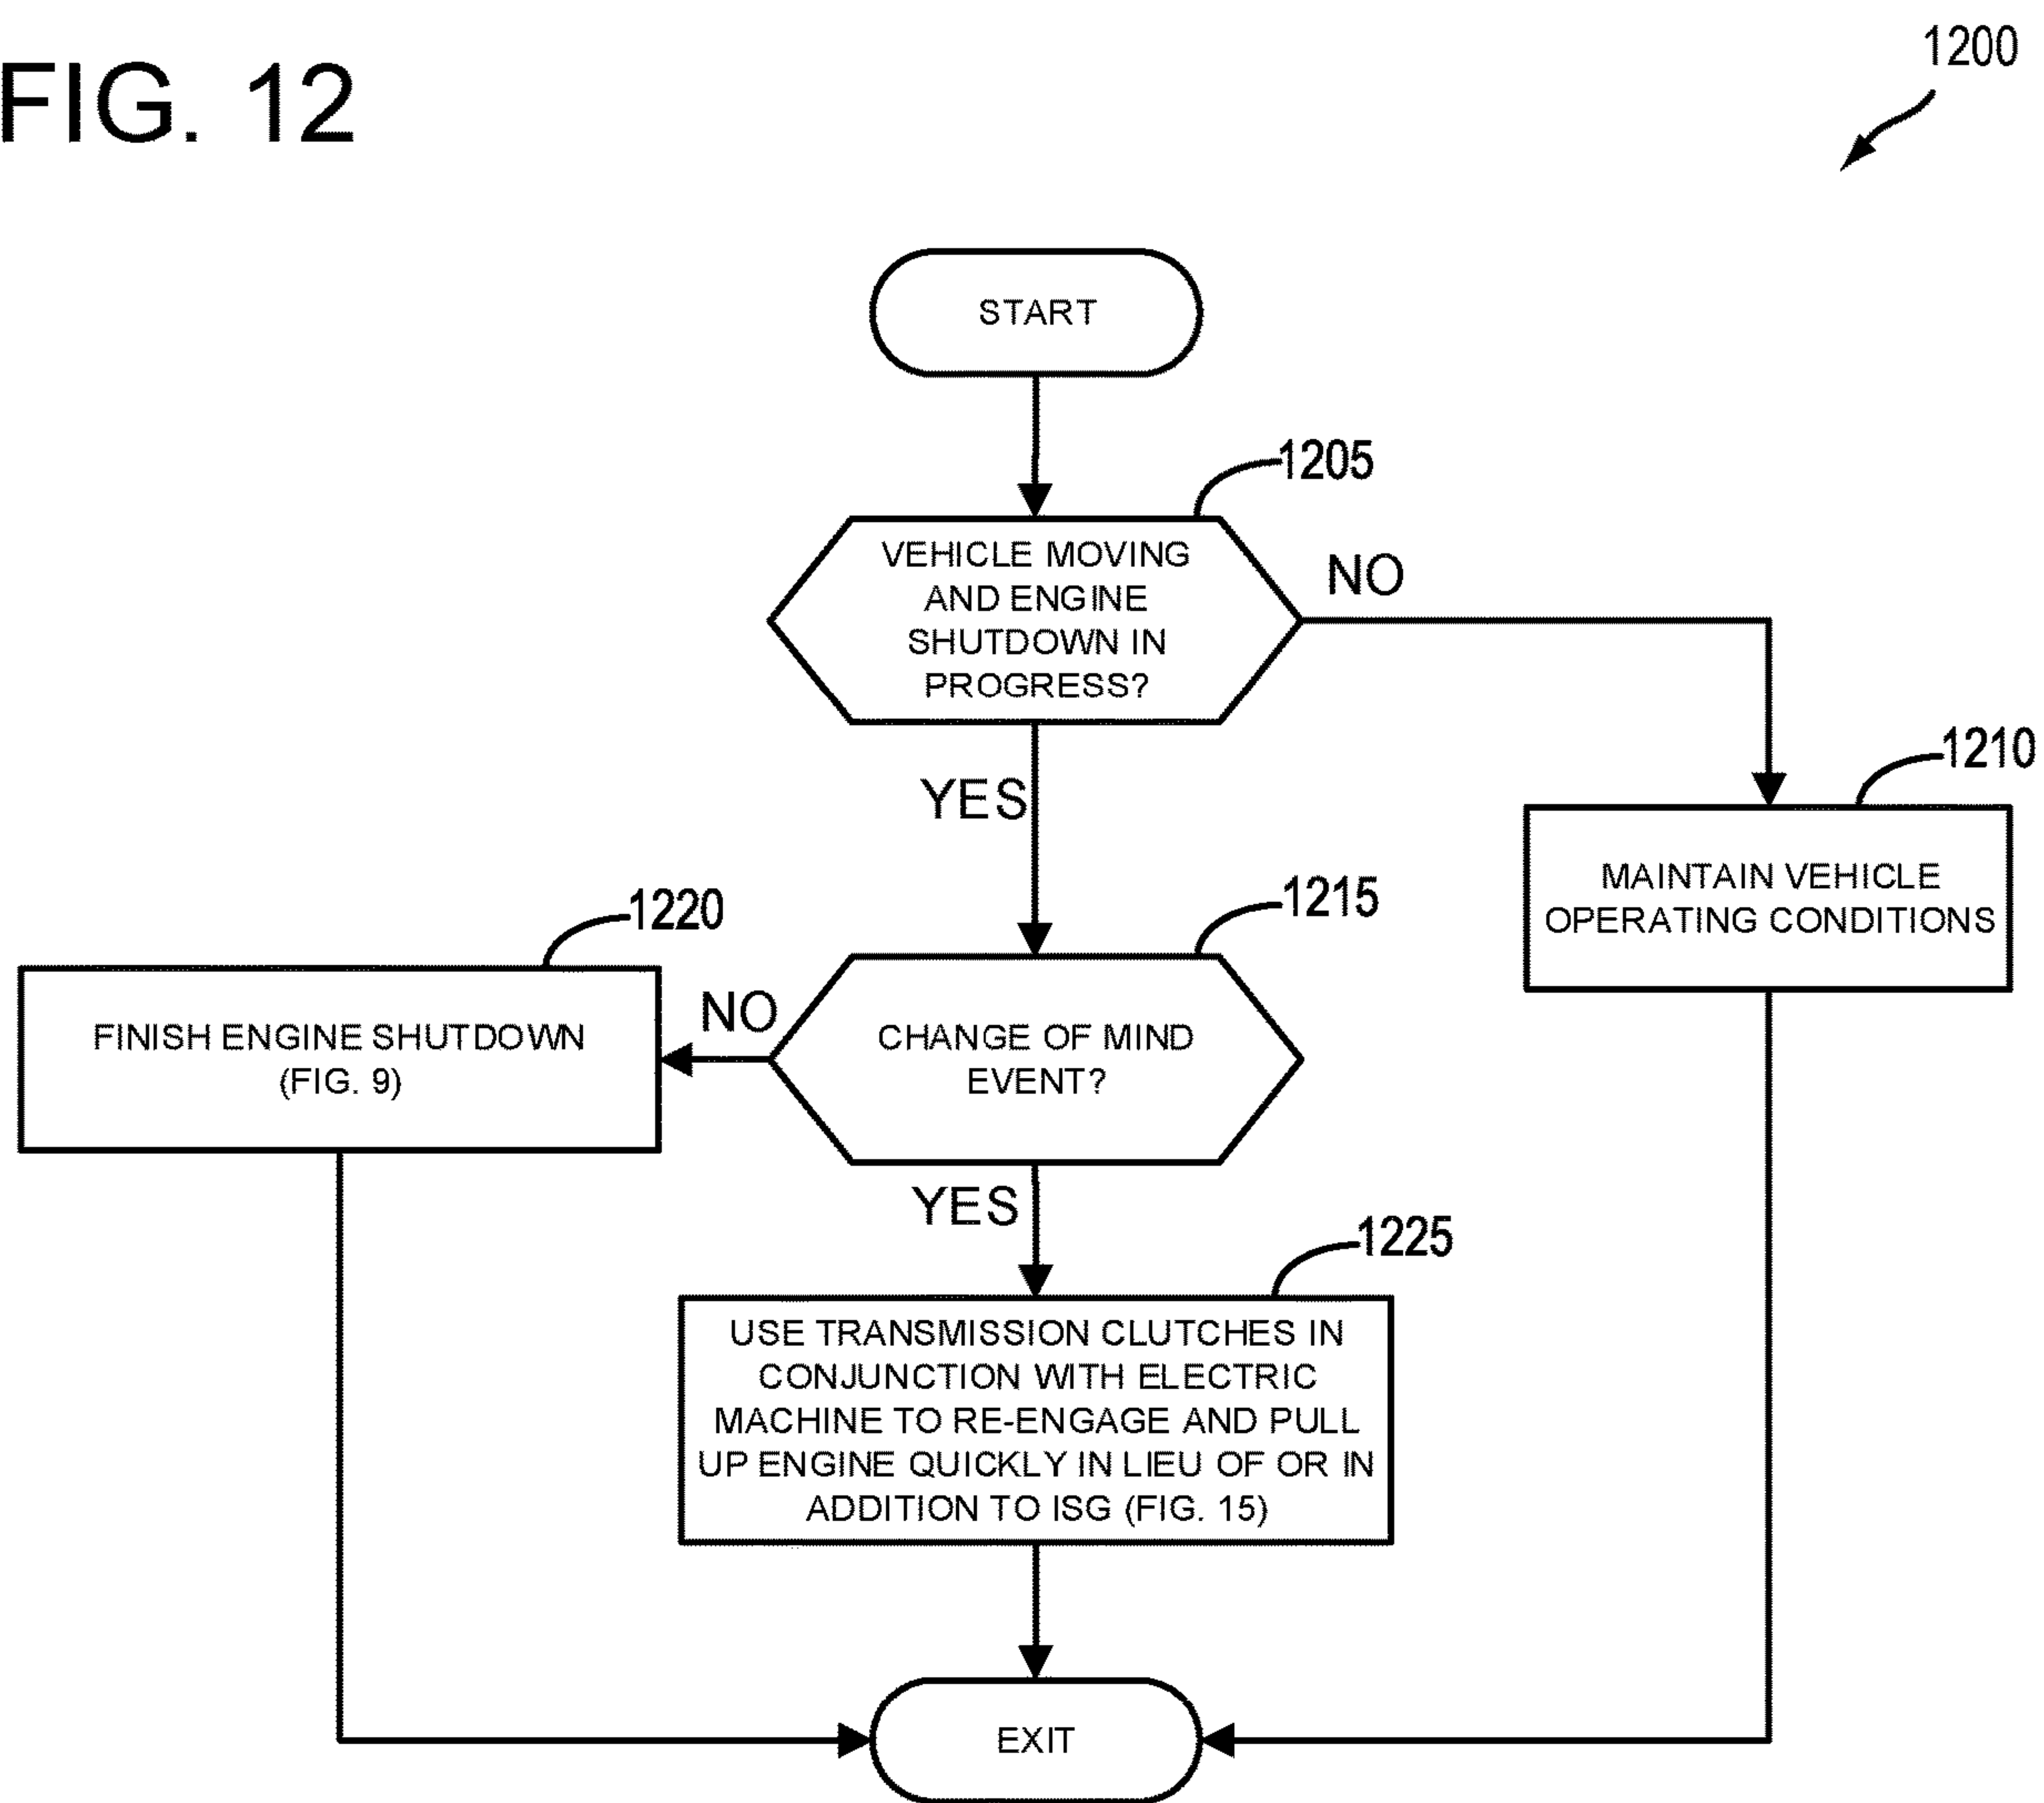 FIG. 12
1200
START
1205
VEHICLE MOVING
AND ENGINE
SHUTDOWN IN
PROGRESS?
NO
YES
1210
MAINTAIN VEHICLE
OPERATING CONDITIONS
1215
CHANGE OF MIND
EVENT?
NO
1220
FINISH ENGINE SHUTDOWN
(FIG. 9)
YES
1225
USE TRANSMISSION CLUTCHES IN
CONJUNCTION WITH ELECTRIC
MACHINE TO RE-ENGAGE AND PULL
UP ENGINE QUICKLY IN LIEU OF OR IN
ADDITION TO ISG (FIG. 15)
EXIT